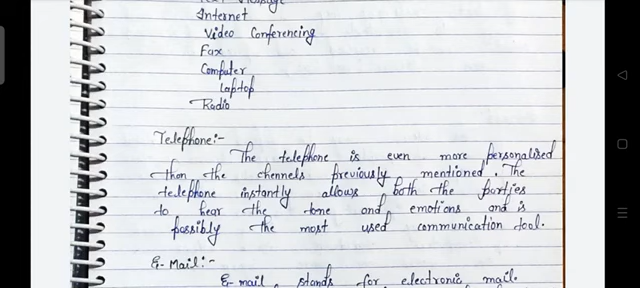 Internet
Video Conferencing
Fax
Computer
Laptop
Radio
Telephone:-
The telephone is even more personalised
than the channels previously mentioned. The
telephone instantly allows both the parties
to hear the tone and emotions and is
possibly the most used communication tool.
E-Mail:-
E-mail stands for electronic mail.